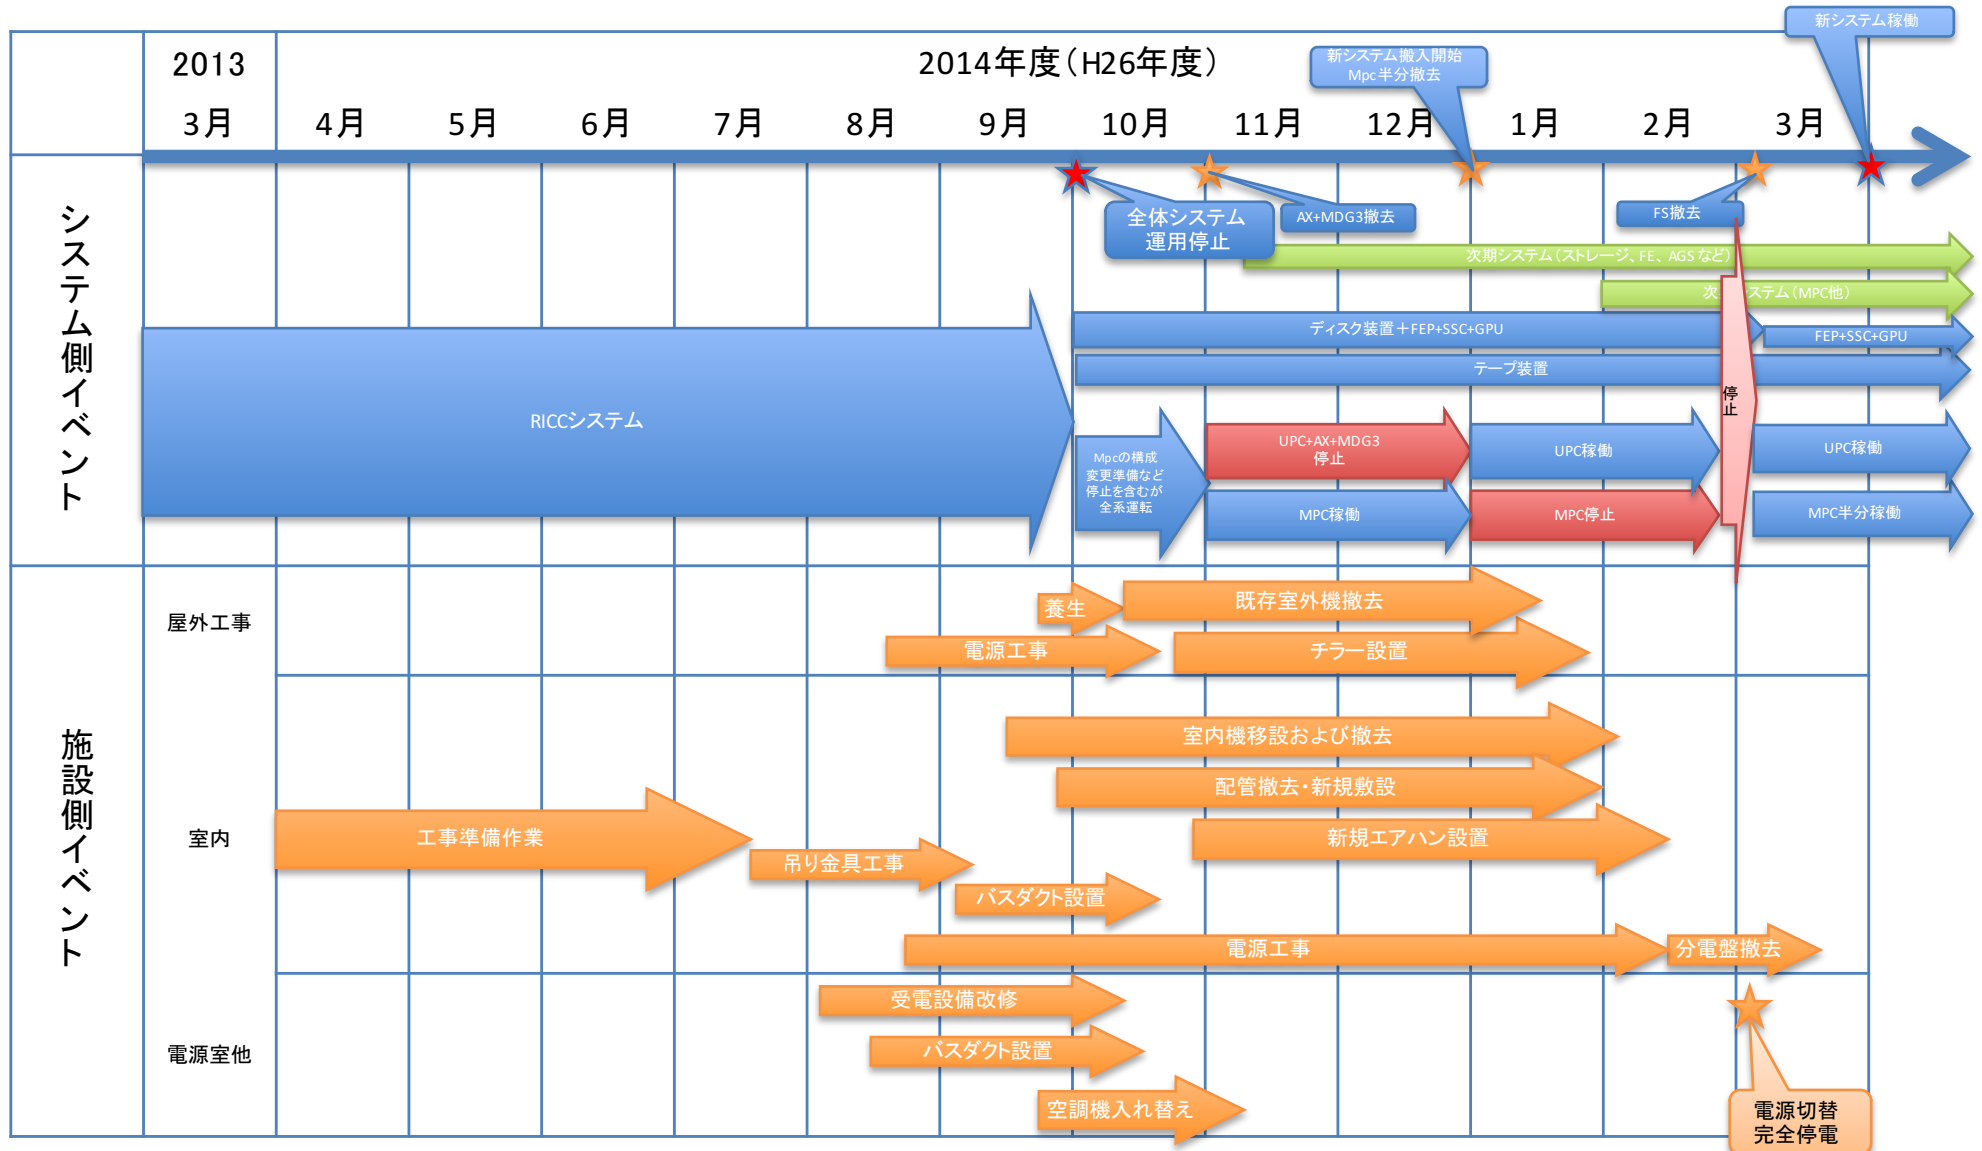 新システム稼働
2013
2014年度（H26年度）
新システム搬入開始
Mpc半分撤去
3月
4月
5月
6月
7月
8月
9月
10月
11月
12月
1月
2月
3月
システム側イベント
全体システム
運用停止
AX+MDG3撤去
FS撤去
次期システム（ストレージ、FE、AGSなど）
システム（MPC他）
ディスク装置＋FEP+SSC+GPU
FEP+SSC+GPU
テープ装置
停止
RICCシステム
Mpcの構成
変更準備など
停止を含むが
全系運転
UPC+AX+MDG3
停止
UPC稼働
UPC稼働
MPC稼働
MPC停止
MPC半分稼働
施設側イベント
屋外工事
養生
既存室外機撤去
電源工事
チラー設置
室内
室内機移設および撤去
配管撤去・新規敷設
工事準備作業
新規エアハン設置
吊り金具工事
バスダクト設置
電源工事
分電盤撤去
電源室他
受電設備改修
バスダクト設置
空調機入れ替え
電源切替
完全停電